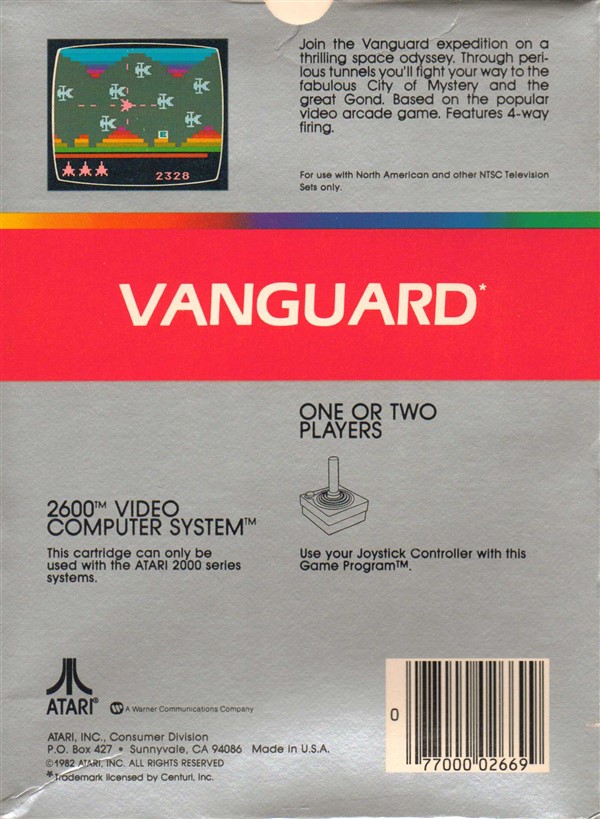 2328
Join the Vanguard expedition on a
thrilling space odyssey. Through peri-
lous tunnels you'll fight your way to the
fabulous City of Mystery and the
great Gond. Based on the popular
video arcade game. Features 4-way
firing.
For use with North American and other NTSC Television
Sets only.
VANGUARD*
ONE OR TWO
PLAYERS
2600™ VIDEO
COMPUTER SYSTEM™
This cartridge can only be
used with the ATARI 2000 series
systems.
Use your Joystick Controller with this
Game Program™.
ATARI®
A Warner Communications Company
ATARI, INC., Consumer Division
P.O. Box 427 • Sunnyvale, CA 94086 Made in U.S.A.
©1982 ATARI, INC. ALL RIGHTS RESERVED
*Trademark licensed by Centuri, Inc.
0 77000 02669